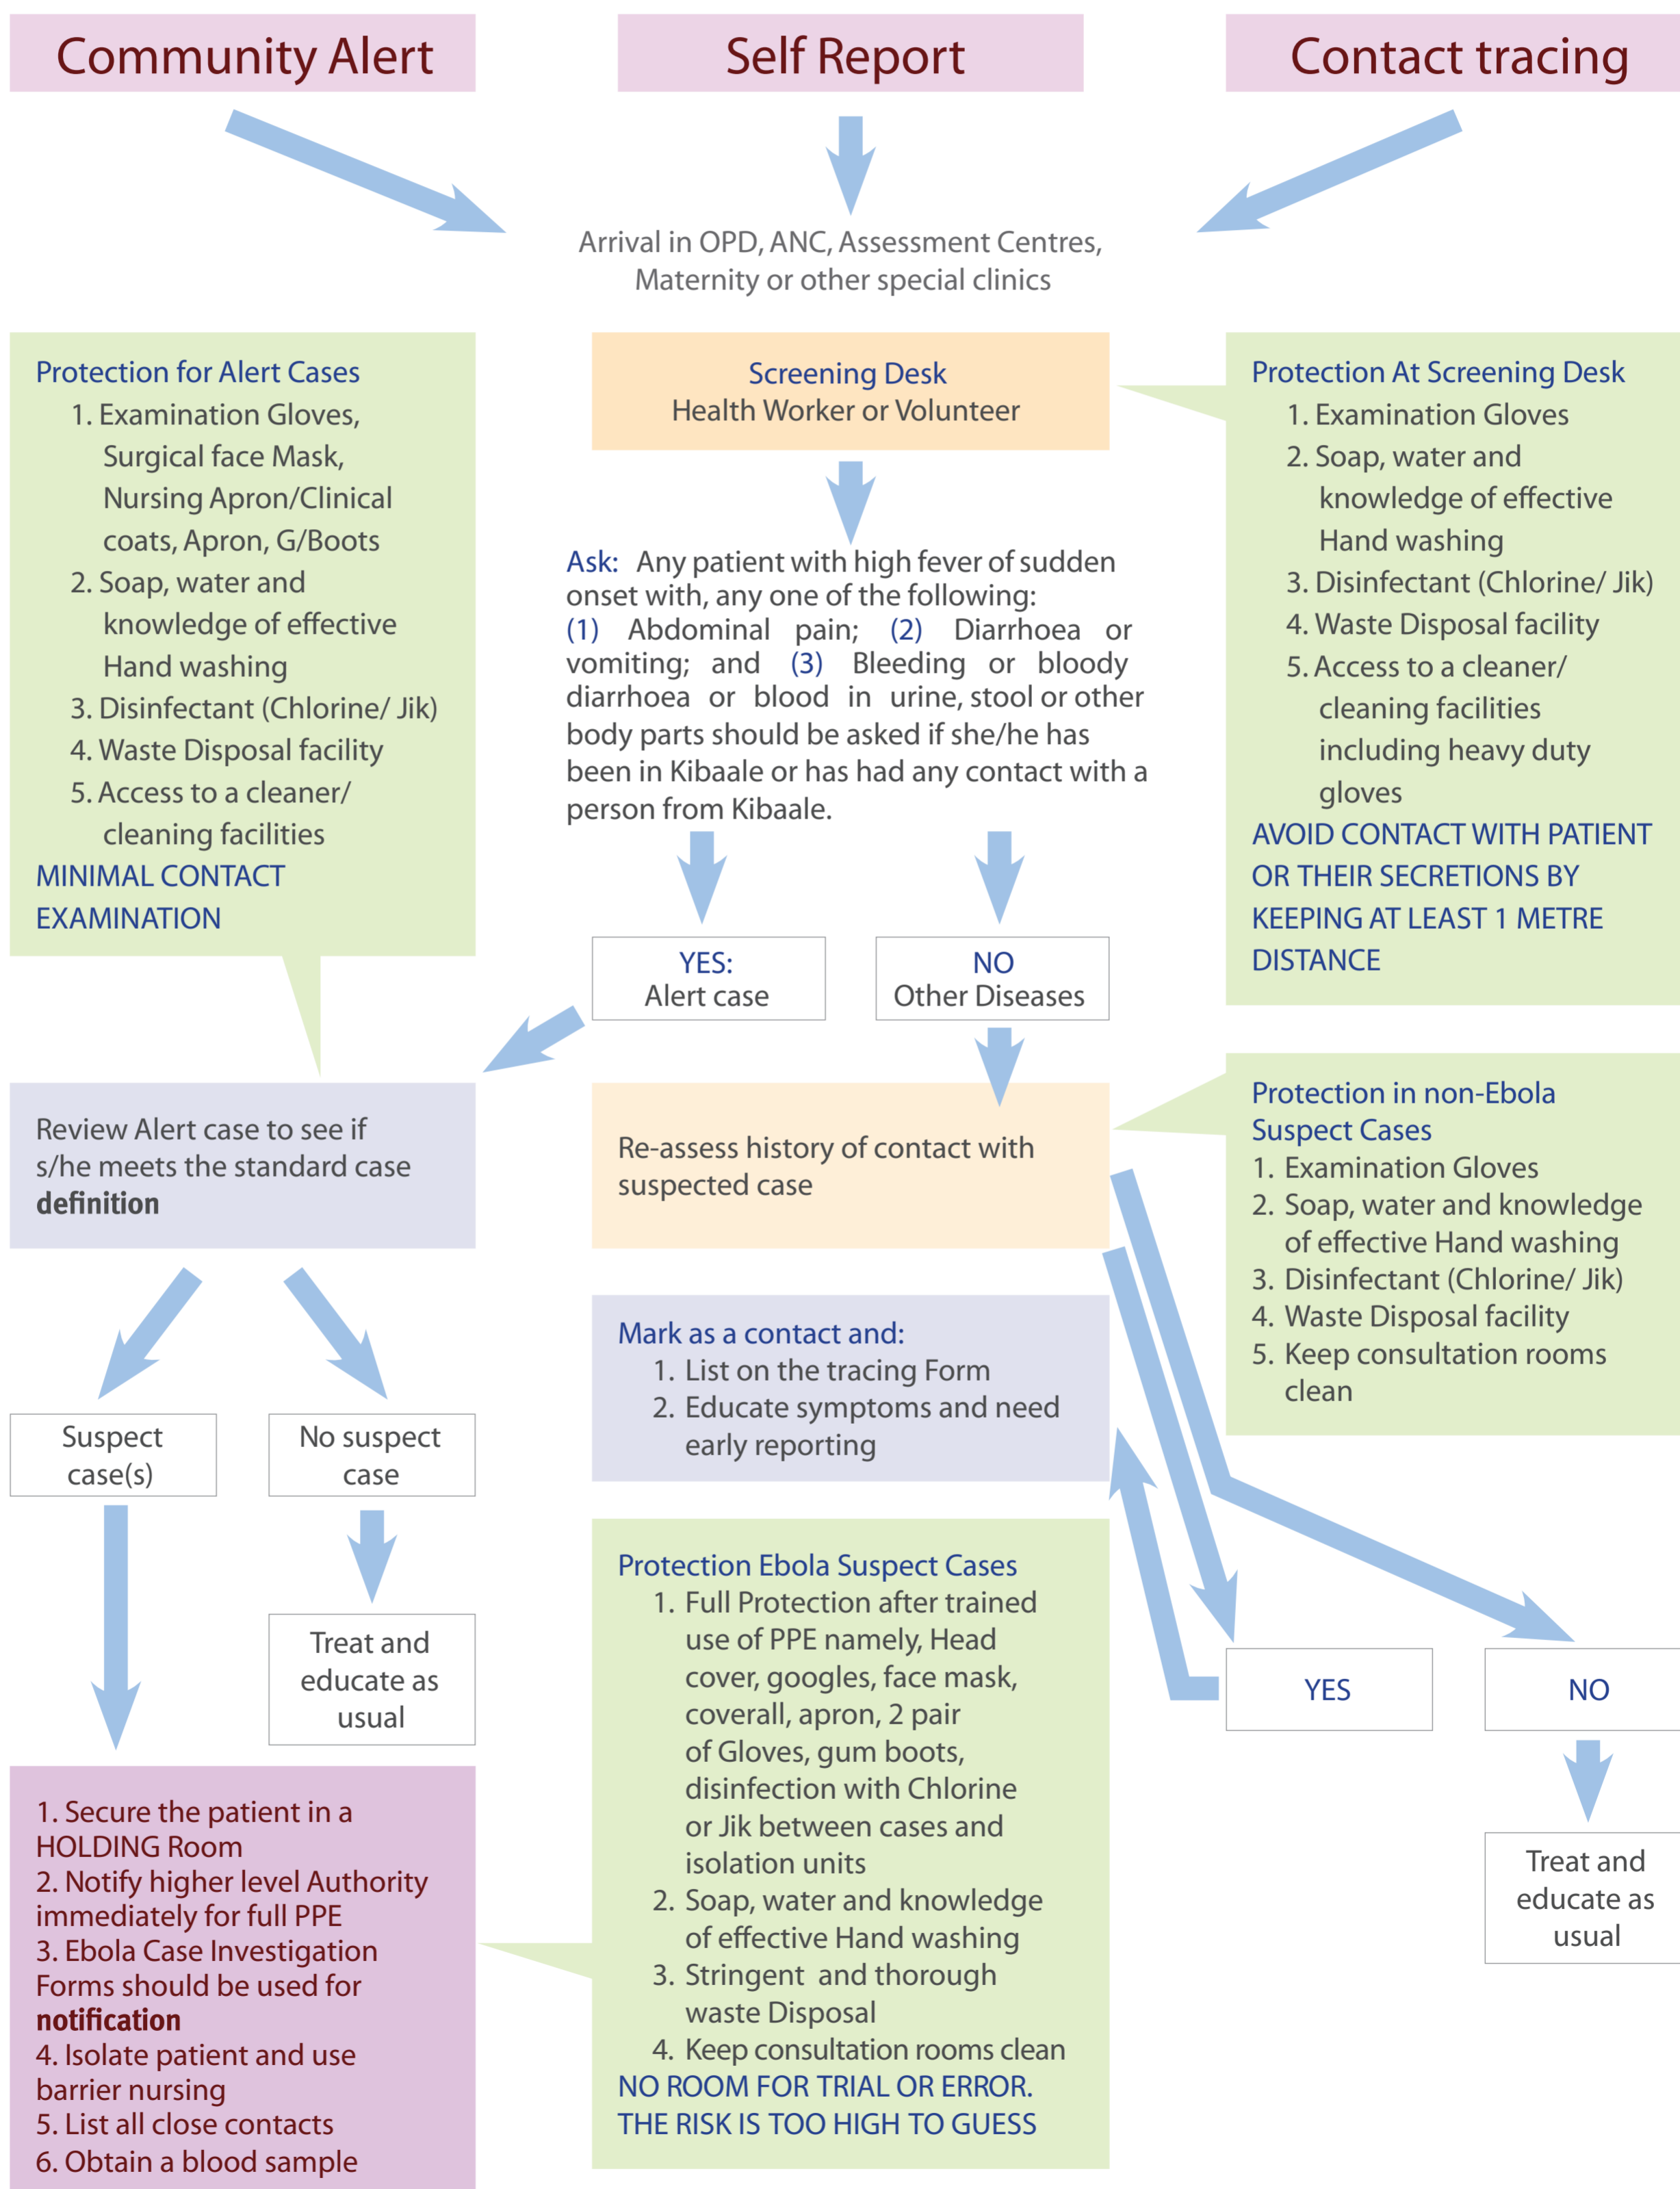 Community Alert
Self Report
Contact tracing
Arrival in OPD, ANC, Assessment Centres,
Maternity or other special clinics
Protection for Alert Cases
1. Examination Gloves,
Surgical face Mask,
Nursing Apron/Clinical
coats, Apron, G/Boots
2. Soap, water and
knowledge of effective
Hand washing
3. Disinfectant (Chlorine/ Jik)
4. Waste Disposal facility
5. Access to a cleaner/
cleaning facilities
MINIMAL CONTACT
EXAMINATION
Screening Desk
Health Worker or Volunteer
Protection At Screening Desk
1. Examination Gloves
2. Soap, water and
knowledge of effective
Hand washing
3. Disinfectant (Chlorine/ Jik)
4. Waste Disposal facility
5. Access to a cleaner/
cleaning facilities
including heavy duty
gloves
AVOID CONTACT WITH PATIENT
OR THEIR SECRETIONS BY
KEEPING AT LEAST 1 METRE
DISTANCE
Ask: Any patient with high fever of sudden
onset with, any one of the following:
(1) Abdominal pain; (2) Diarrhoea or
vomiting; and (3) Bleeding or bloody
diarrhoea or blood in urine, stool or other
body parts should be asked if she/he has
been in Kibaale or has had any contact with a
person from Kibaale.
YES:
Alert case
NO
Other Diseases
Review Alert case to see if
s/he meets the standard case
definition
Re-assess history of contact with
suspected case
Protection in non-Ebola
Suspect Cases
1. Examination Gloves
2. Soap, water and knowledge
of effective Hand washing
3. Disinfectant (Chlorine/ Jik)
4. Waste Disposal facility
5. Keep consultation rooms
clean
Mark as a contact and:
1. List on the tracing Form
2. Educate symptoms and need
early reporting
Suspect
case(s)
No suspect
case
Treat and
educate as
usual
Protection Ebola Suspect Cases
1. Full Protection after trained
use of PPE namely, Head
cover, googles, face mask,
coverall, apron, 2 pair
of Gloves, gum boots,
disinfection with Chlorine
or Jik between cases and
isolation units
2. Soap, water and knowledge
of effective Hand washing
3. Stringent and thorough
waste Disposal
4. Keep consultation rooms clean
NO ROOM FOR TRIAL OR ERROR.
THE RISK IS TOO HIGH TO GUESS
YES
NO
Treat and
educate as
usual
1. Secure the patient in a
HOLDING Room
2. Notify higher level Authority
immediately for full PPE
3. Ebola Case Investigation
Forms should be used for
notification
4. Isolate patient and use
barrier nursing
5. List all close contacts
6. Obtain a blood sample